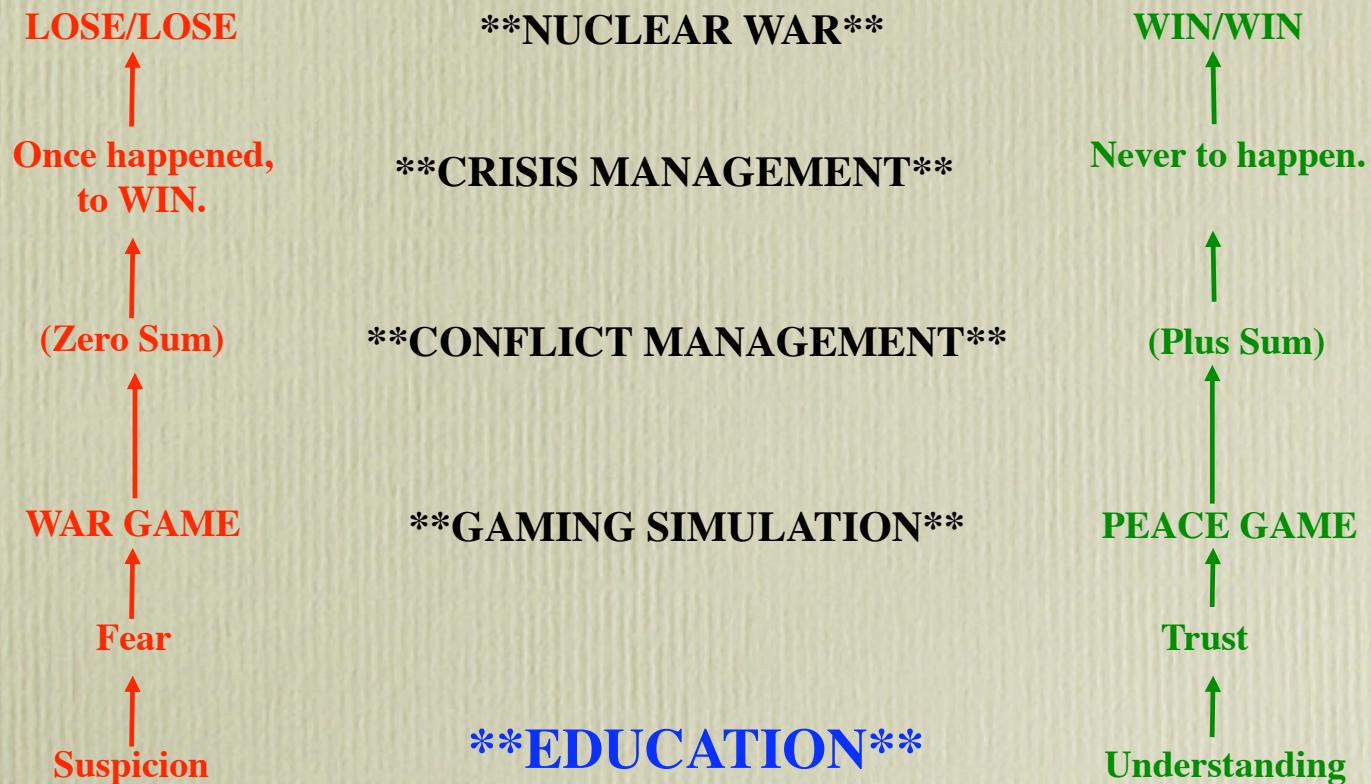 LOSE/LOSE **NUCLEAR WAR** WIN/WIN
Once happened, **CRISIS MANAGEMENT** Never to happen.
to WIN.
(Zero Sum) **CONFLICT MANAGEMENT** (Plus Sum)
WAR GAME **GAMING SIMULATION** PEACE GAME
Fear Trust
Suspicion **EDUCATION** Understanding